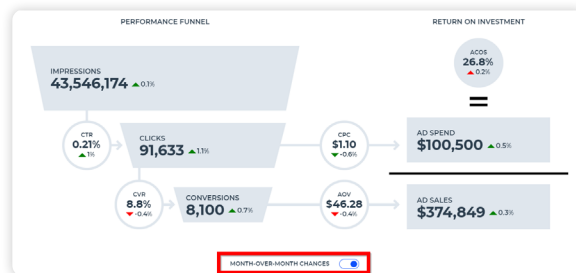 PERFORMANCE FUNNEL
RETURN ON INVESTMENT
ACOS
26.8%
0.2%
IMPRESSIONS
43,546,174 0.1%
CTR
0.21%
1%
CLICKS
91,633 1.1%
CPC
$1.10
-0.6%
AD SPEND
$100,500 0.5%
CVR
8.8%
-0.4%
CONVERSIONS
8,100 0.7%
AOV
$46.28
-0.4%
AD SALES
$374,849 0.3%
MONTH-OVER-MONTH CHANGES